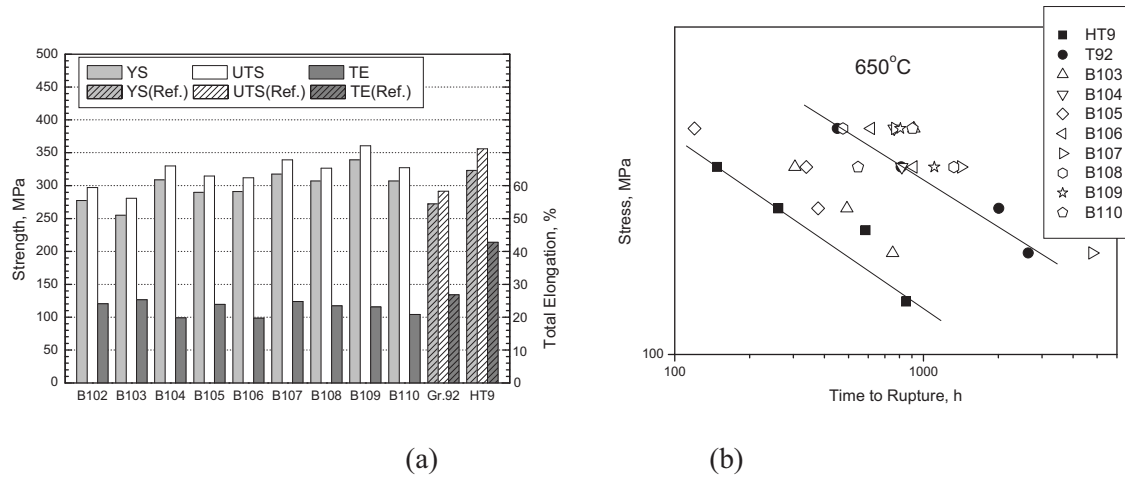 500
450
400
350
300
250
200
150
100
50
0
Strength, MPa
YS UTS TE
YS(Ref.) UTS(Ref.) TE(Ref.)
60
50
40
30
20
10
0
Total Elongation, %
B102 B103 B104 B105 B106 B107 B108 B109 B110 Gr.92 HT9
(a)
650°C
HT9
T92
B103
B104
B105
B106
B107
B108
B109
B110
Stress, MPa
100
100 1000
Time to Rupture, h
(b)